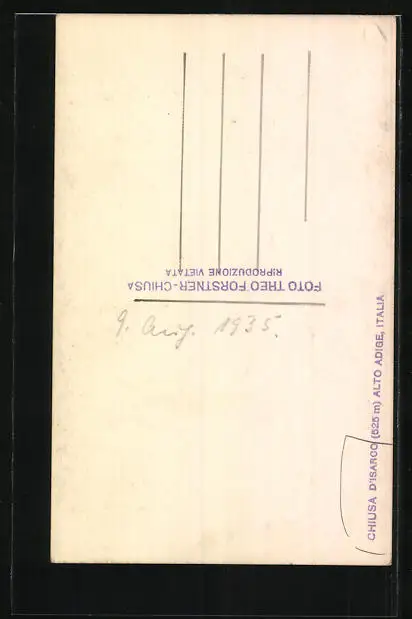 FOTO THEO FORSTNER-CHIUSA
RIPRODUZIONE VIETATA
9. Aug. 1935.
CHIUSA D'ISARCO (525 m) ALTO ADIGE, ITALIA